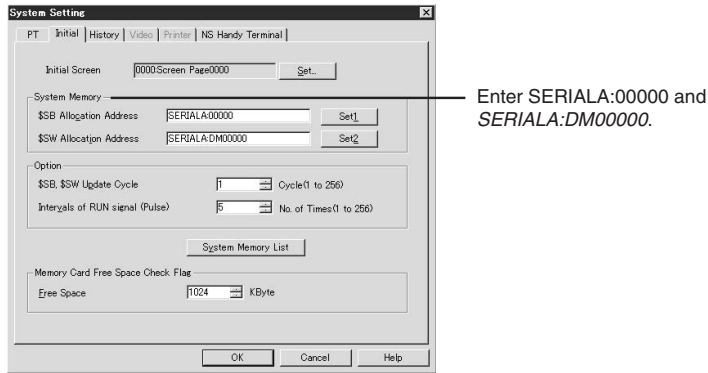 System Setting
PT Initial History Video Printer NS Handy Terminal
Initial Screen 0000:Screen Page0000 Set...
System Memory
$SB Allocation Address SERIALA:00000 Set1
$SW Allocation Address SERIALA:DM00000 Set2
Enter SERIALA:00000 and
SERIALA:DM00000.
Option
$SB, $SW Update Cycle 1 Cycle(1 to 256)
Intervals of RUN signal (Pulse) 5 No. of Times(1 to 256)
System Memory List
Memory Card Free Space Check Flag
Free Space 1024 KByte
OK Cancel Help